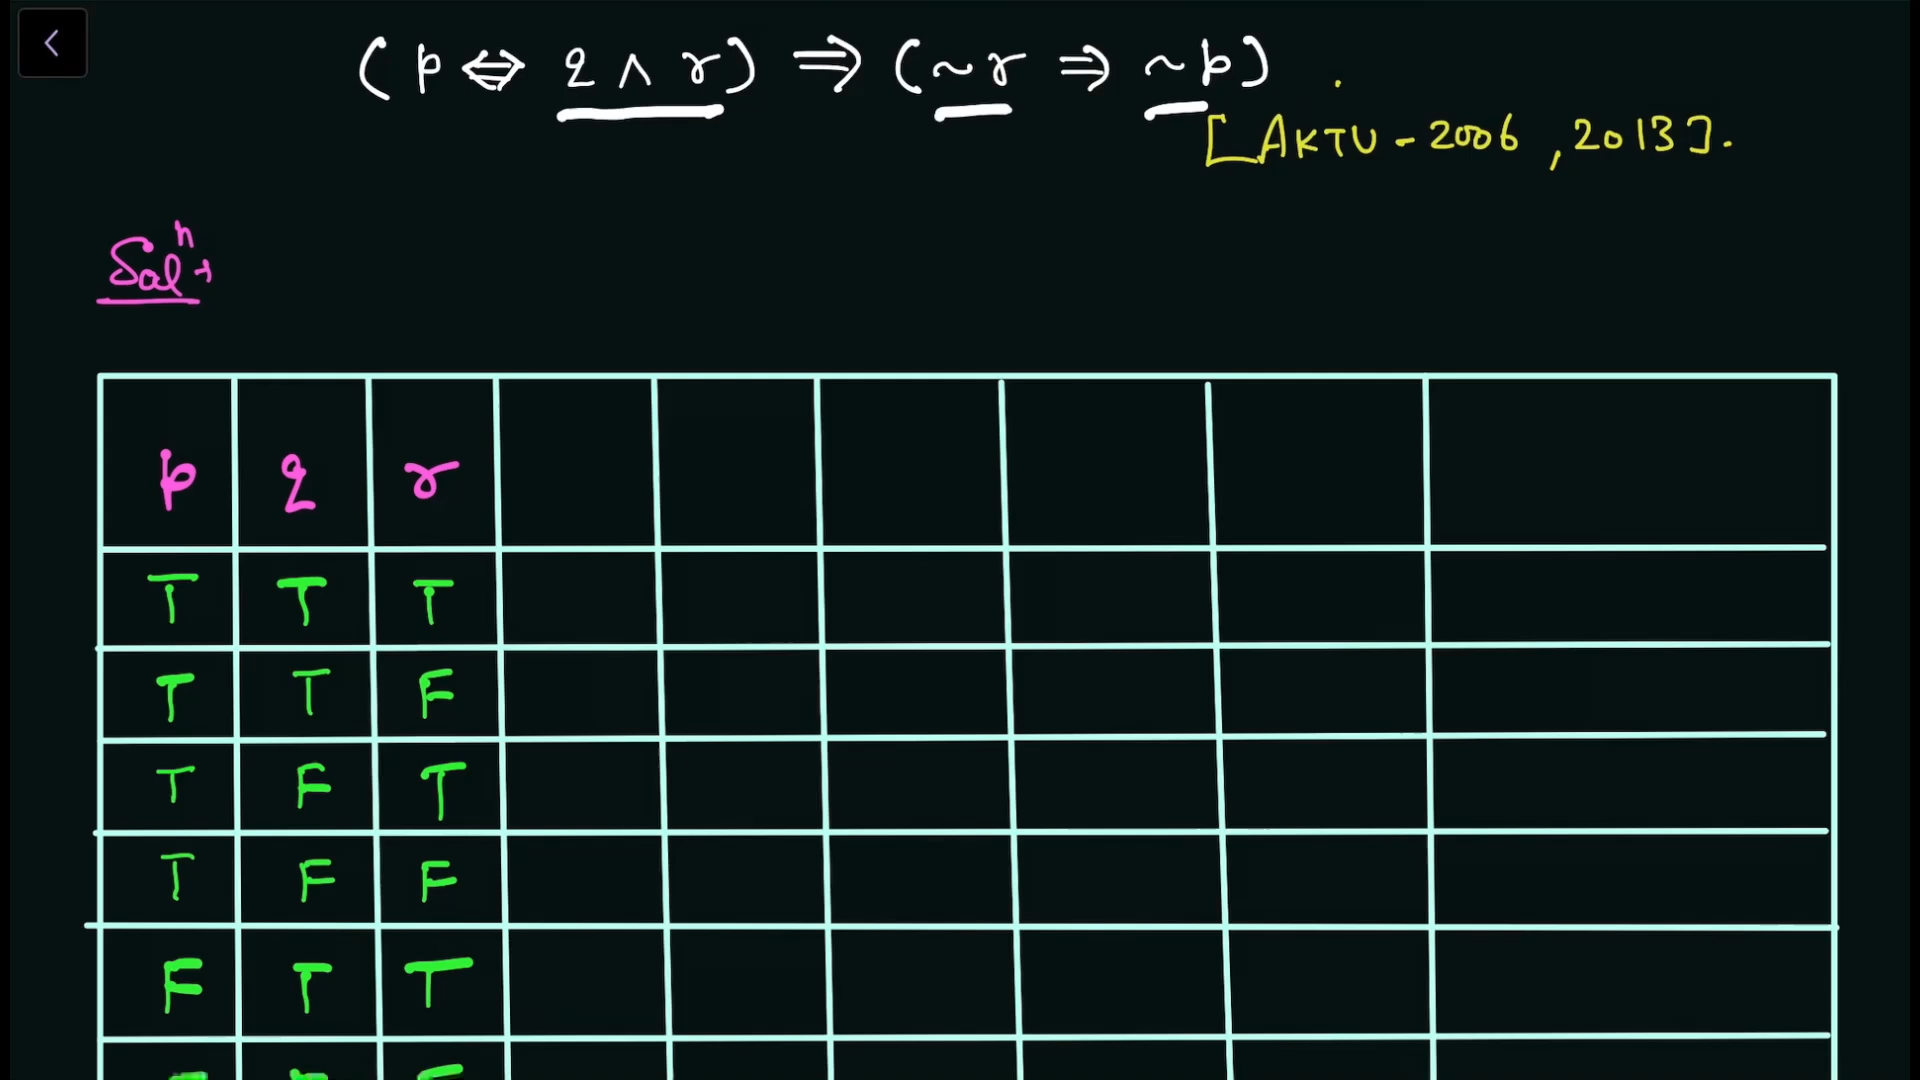 (p ⇔ q ∧ r) ⇒ (~r ⇒ ~p)
[AKTU - 2006, 2013].
Solⁿ→
p q r
T T T
T T F
T F T
T F F
F T T